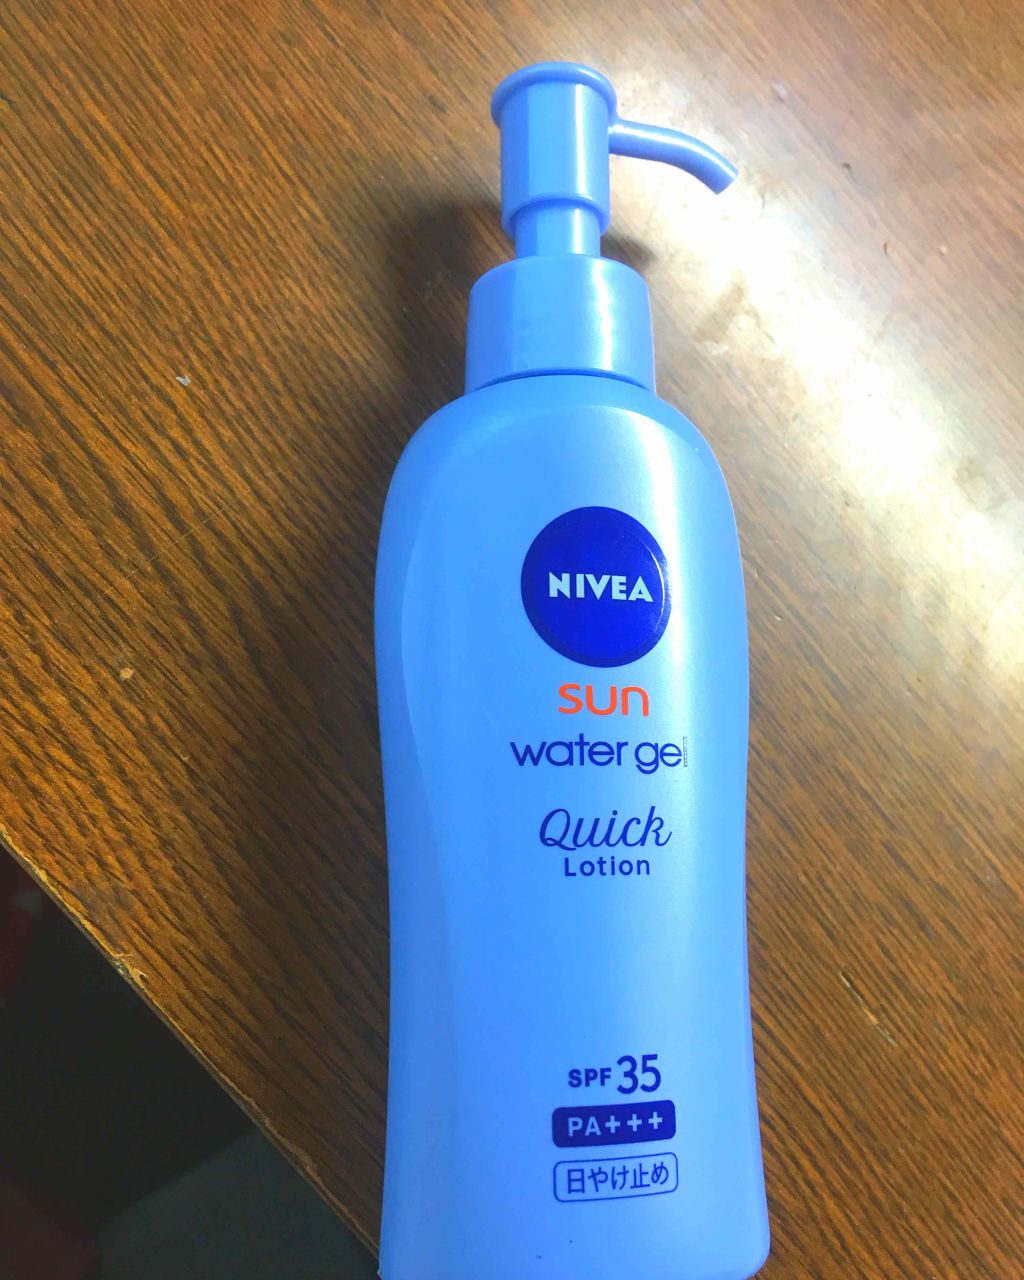 NIVEA
sun
water gel
Quick
Lotion
SPF 35
PA+++
日やけ止め